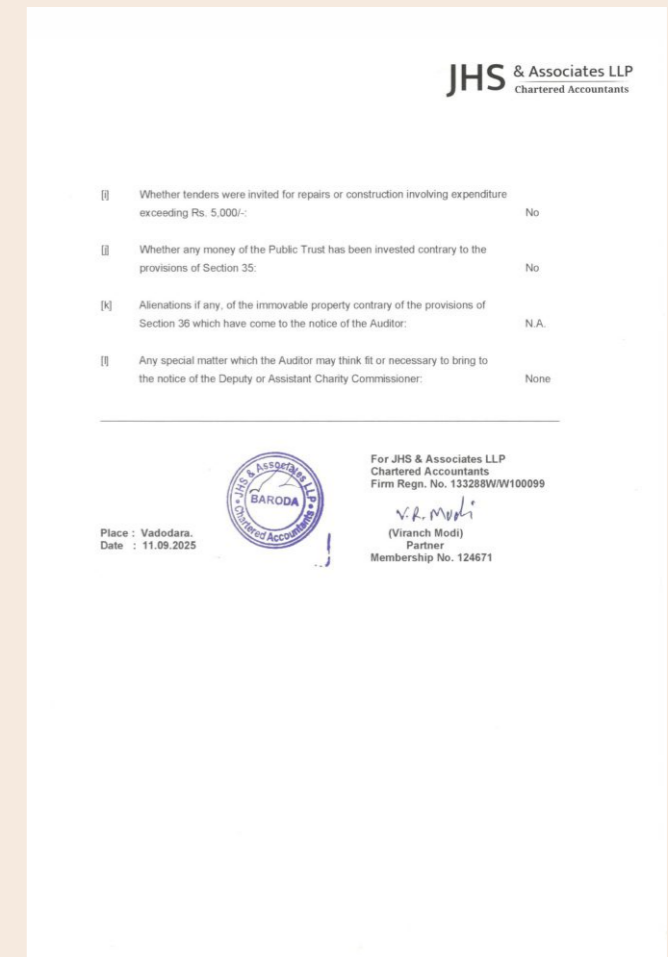 JHS & Associates LLP
Chartered Accountants
[i] Whether tenders were invited for repairs or construction involving expenditure
exceeding Rs. 5,000/-: No
[j] Whether any money of the Public Trust has been invested contrary to the
provisions of Section 35: No
[k] Alienations if any, of the immovable property contrary of the provisions of
Section 36 which have come to the notice of the Auditor: N.A.
[l] Any special matter which the Auditor may think fit or necessary to bring to
the notice of the Deputy or Assistant Charity Commissioner: None
For JHS & Associates LLP
Chartered Accountants
Firm Regn. No. 133288W/W100099
JHS & Associates LLP
BARODA
Chartered Accountants
V. R. Modi
Place : Vadodara.
(Viranch Modi)
Date : 11.09.2025
Partner
Membership No. 124671